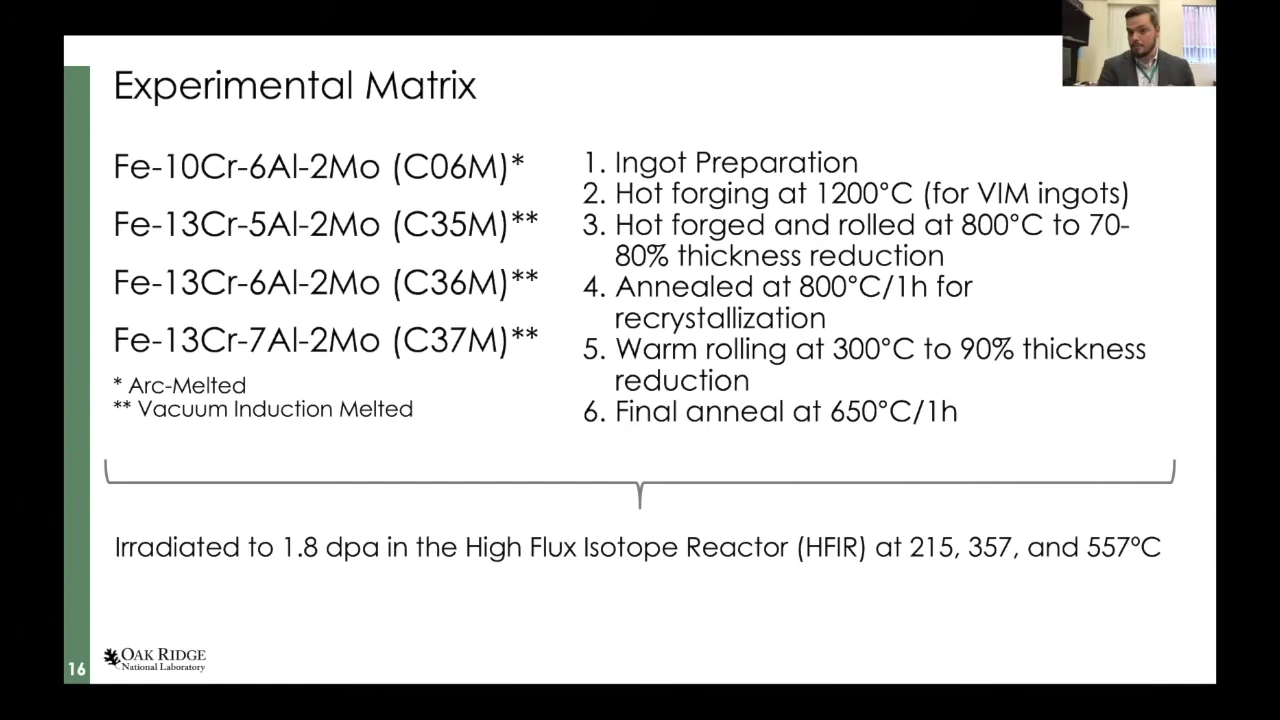 Experimental Matrix
Fe-10Cr-6Al-2Mo (C06M)*
Fe-13Cr-5Al-2Mo (C35M)**
Fe-13Cr-6Al-2Mo (C36M)**
Fe-13Cr-7Al-2Mo (C37M)**
* Arc-Melted
** Vacuum Induction Melted
1. Ingot Preparation
2. Hot forging at 1200°C (for VIM ingots)
3. Hot forged and rolled at 800°C to 70-
80% thickness reduction
4. Annealed at 800°C/1h for
recrystallization
5. Warm rolling at 300°C to 90% thickness
reduction
6. Final anneal at 650°C/1h
Irradiated to 1.8 dpa in the High Flux Isotope Reactor (HFIR) at 215, 357, and 557ºC
16
OAK RIDGE
National Laboratory